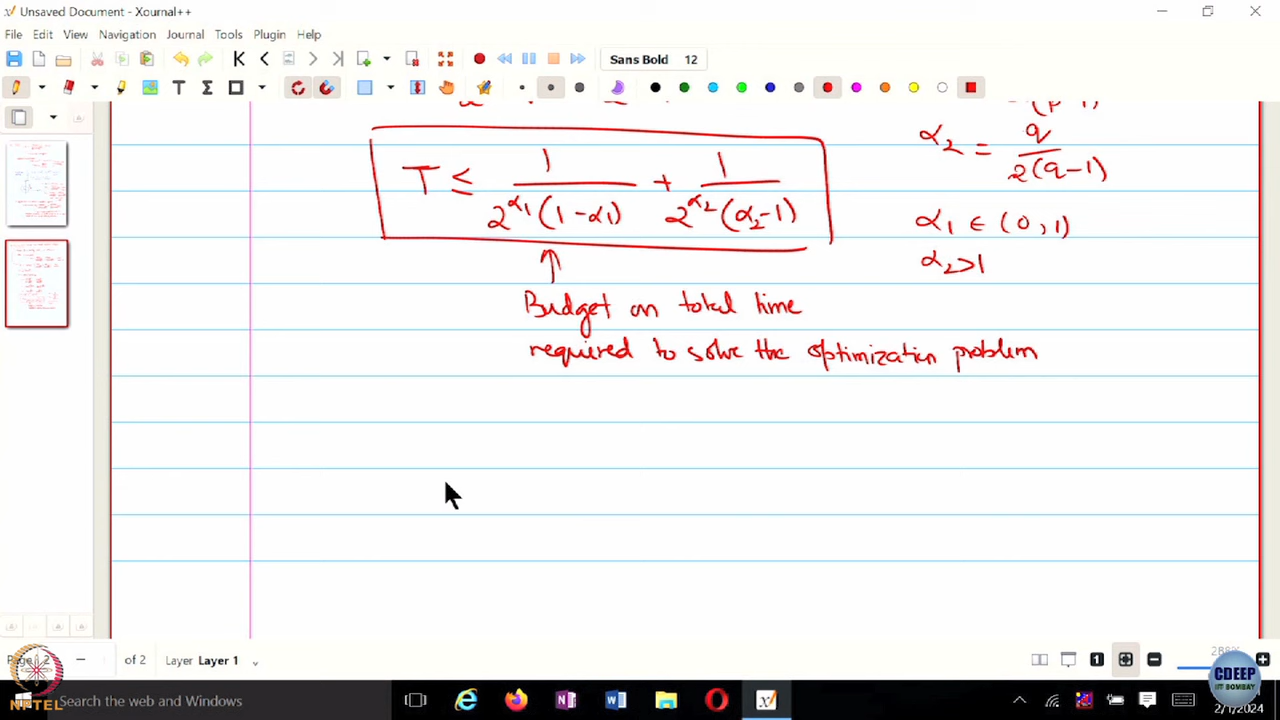 Unsaved Document - Xournal++
File Edit View Navigation Journal Tools Plugin Help
Sans Bold 12
T ≤ 1/(2^α1 (1-α1)) + 1/(2^α2 (α2-1))
α2 = q/(2(q-1))
α1 ∈ (0,1)
α2>1
↑
Budget on total time
required to solve the optimization problem
of 2 Layer Layer 1
288%
Search the web and Windows
NPTEL
CDEEP
IIT BOMBAY
2/1/2024